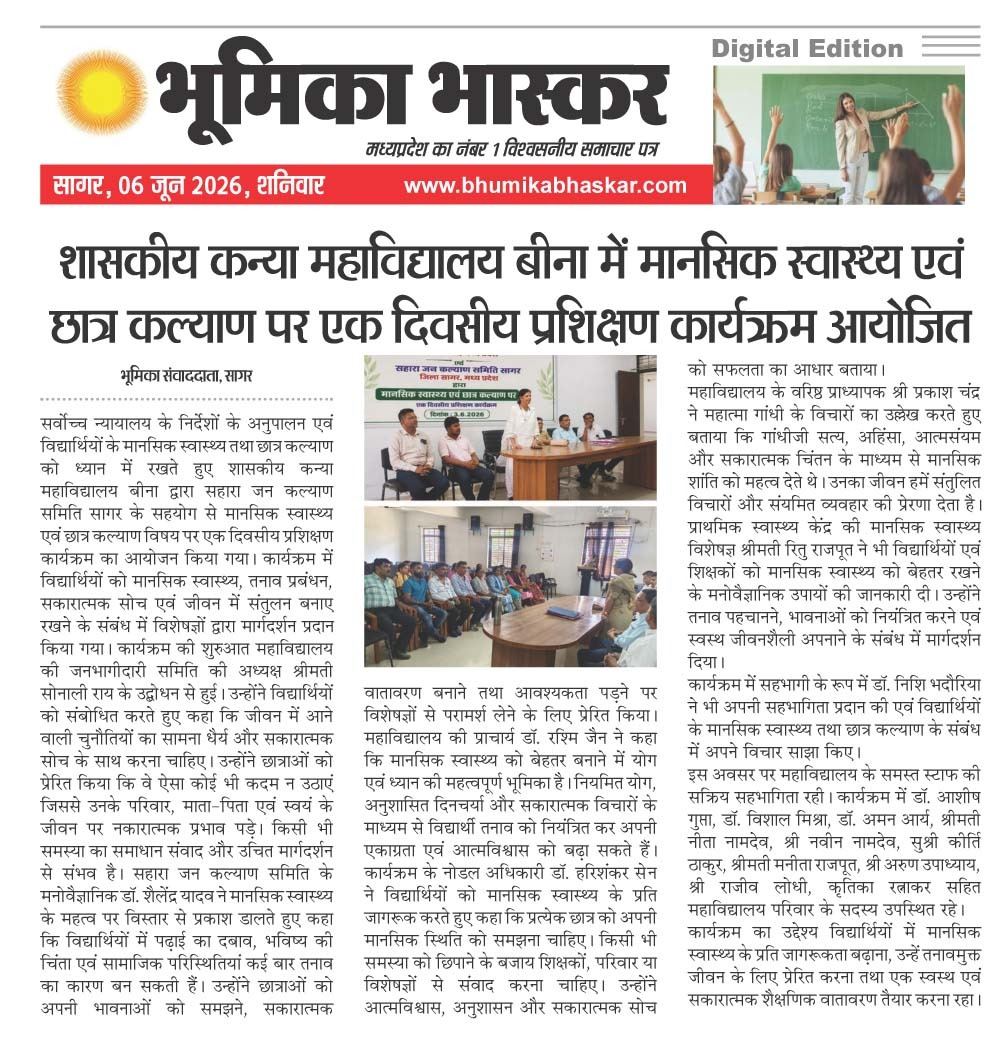 Digital Edition
भूमिका भास्कर
मध्यप्रदेश का नंबर 1 विश्वसनीय समाचार पत्र
सागर, 06 जून 2026, शनिवार
www.bhumikabhaskar.com
शासकीय कन्या महाविद्यालय बीना में मानसिक स्वास्थ्य एवं
छात्र कल्याण पर एक दिवसीय प्रशिक्षण कार्यक्रम आयोजित
भूमिका संवाददाता, सागर
सर्वोच्च न्यायालय के निर्देशों के अनुपालन एवं
विद्यार्थियों के मानसिक स्वास्थ्य तथा छात्र कल्याण
को ध्यान में रखते हुए शासकीय कन्या
महाविद्यालय बीना द्वारा सहारा जन कल्याण
समिति सागर के सहयोग से मानसिक स्वास्थ्य
एवं छात्र कल्याण विषय पर एक दिवसीय प्रशिक्षण
कार्यक्रम का आयोजन किया गया। कार्यक्रम में
विद्यार्थियों को मानसिक स्वास्थ्य, तनाव प्रबंधन,
सकारात्मक सोच एवं जीवन में संतुलन बनाए
रखने के संबंध में विशेषज्ञों द्वारा मार्गदर्शन प्रदान
किया गया। कार्यक्रम की शुरुआत महाविद्यालय
की जनभागीदारी समिति की अध्यक्ष श्रीमती
सोनाली राय के उद्बोधन से हुई। उन्होंने विद्यार्थियों
को संबोधित करते हुए कहा कि जीवन में आने
वाली चुनौतियों का सामना धैर्य और सकारात्मक
सोच के साथ करना चाहिए। उन्होंने छात्राओं को
प्रेरित किया कि वे ऐसा कोई भी कदम न उठाएं
जिससे उनके परिवार, माता-पिता एवं स्वयं के
जीवन पर नकारात्मक प्रभाव पड़े। किसी भी
समस्या का समाधान संवाद और उचित मार्गदर्शन
से संभव है। सहारा जन कल्याण समिति के
मनोवैज्ञानिक डॉ. शैलेंद्र यादव ने मानसिक स्वास्थ्य
के महत्व पर विस्तार से प्रकाश डालते हुए कहा
कि विद्यार्थियों में पढ़ाई का दबाव, भविष्य की
चिंता एवं सामाजिक परिस्थितियां कई बार तनाव
का कारण बन सकती हैं। उन्होंने छात्राओं को
अपनी भावनाओं को समझने, सकारात्मक
एवं
सहारा जन कल्याण समिति सागर
जिला सागर, मध्य प्रदेश
द्वारा
मानसिक स्वास्थ्य एवं छात्र कल्याण पर
एक दिवसीय प्रशिक्षण कार्यक्रम
दिनांक : 3.6.2026
वातावरण बनाने तथा आवश्यकता पड़ने पर
विशेषज्ञों से परामर्श लेने के लिए प्रेरित किया।
महाविद्यालय की प्राचार्य डॉ. रश्मि जैन ने कहा
कि मानसिक स्वास्थ्य को बेहतर बनाने में योग
एवं ध्यान की महत्वपूर्ण भूमिका है। नियमित योग,
अनुशासित दिनचर्या और सकारात्मक विचारों के
माध्यम से विद्यार्थी तनाव को नियंत्रित कर अपनी
एकाग्रता एवं आत्मविश्वास को बढ़ा सकते हैं।
कार्यक्रम के नोडल अधिकारी डॉ. हरिशंकर सेन
ने विद्यार्थियों को मानसिक स्वास्थ्य के प्रति
जागरूक करते हुए कहा कि प्रत्येक छात्र को अपनी
मानसिक स्थिति को समझना चाहिए। किसी भी
समस्या को छिपाने के बजाय शिक्षकों, परिवार या
विशेषज्ञों से संवाद करना चाहिए। उन्होंने
आत्मविश्वास, अनुशासन और सकारात्मक सोच
को सफलता का आधार बताया।
महाविद्यालय के वरिष्ठ प्राध्यापक श्री प्रकाश चंद्र
ने महात्मा गांधी के विचारों का उल्लेख करते हुए
बताया कि गांधीजी सत्य, अहिंसा, आत्मसंयम
और सकारात्मक चिंतन के माध्यम से मानसिक
शांति को महत्व देते थे। उनका जीवन हमें संतुलित
विचारों और संयमित व्यवहार की प्रेरणा देता है।
प्राथमिक स्वास्थ्य केंद्र की मानसिक स्वास्थ्य
विशेषज्ञ श्रीमती रितु राजपूत ने भी विद्यार्थियों एवं
शिक्षकों को मानसिक स्वास्थ्य को बेहतर रखने
के मनोवैज्ञानिक उपायों की जानकारी दी। उन्होंने
तनाव पहचानने, भावनाओं को नियंत्रित करने एवं
स्वस्थ जीवनशैली अपनाने के संबंध में मार्गदर्शन
दिया।
कार्यक्रम में सहभागी के रूप में डॉ. निशि भदौरिया
ने भी अपनी सहभागिता प्रदान की एवं विद्यार्थियों
के मानसिक स्वास्थ्य तथा छात्र कल्याण के संबंध
में अपने विचार साझा किए।
इस अवसर पर महाविद्यालय के समस्त स्टाफ की
सक्रिय सहभागिता रही। कार्यक्रम में डॉ. आशीष
गुप्ता, डॉ. विशाल मिश्रा, डॉ. अमन आर्य, श्रीमती
नीता नामदेव, श्री नवीन नामदेव, सुश्री कीर्ति
ठाकुर, श्रीमती मनीता राजपूत, श्री अरुण उपाध्याय,
श्री राजीव लोधी, कृतिका रत्नाकर सहित
महाविद्यालय परिवार के सदस्य उपस्थित रहे।
कार्यक्रम का उद्देश्य विद्यार्थियों में मानसिक
स्वास्थ्य के प्रति जागरूकता बढ़ाना, उन्हें तनावमुक्त
जीवन के लिए प्रेरित करना तथा एक स्वस्थ एवं
सकारात्मक शैक्षणिक वातावरण तैयार करना रहा।